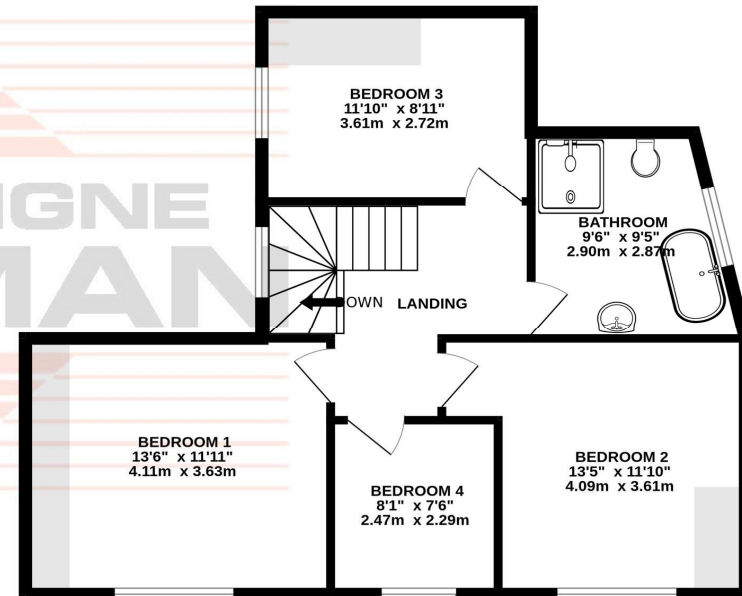 BEDROOM 3
11'10" x 8'11"
3.61m x 2.72m
IGNE
MAN
BATHROOM
9'6" x 9'5"
2.90m x 2.87m
OWN LANDING
BEDROOM 1
13'6" x 11'11"
4.11m x 3.63m
BEDROOM 2
13'5" x 11'10"
4.09m x 3.61m
BEDROOM 4
8'1" x 7'6"
2.47m x 2.29m